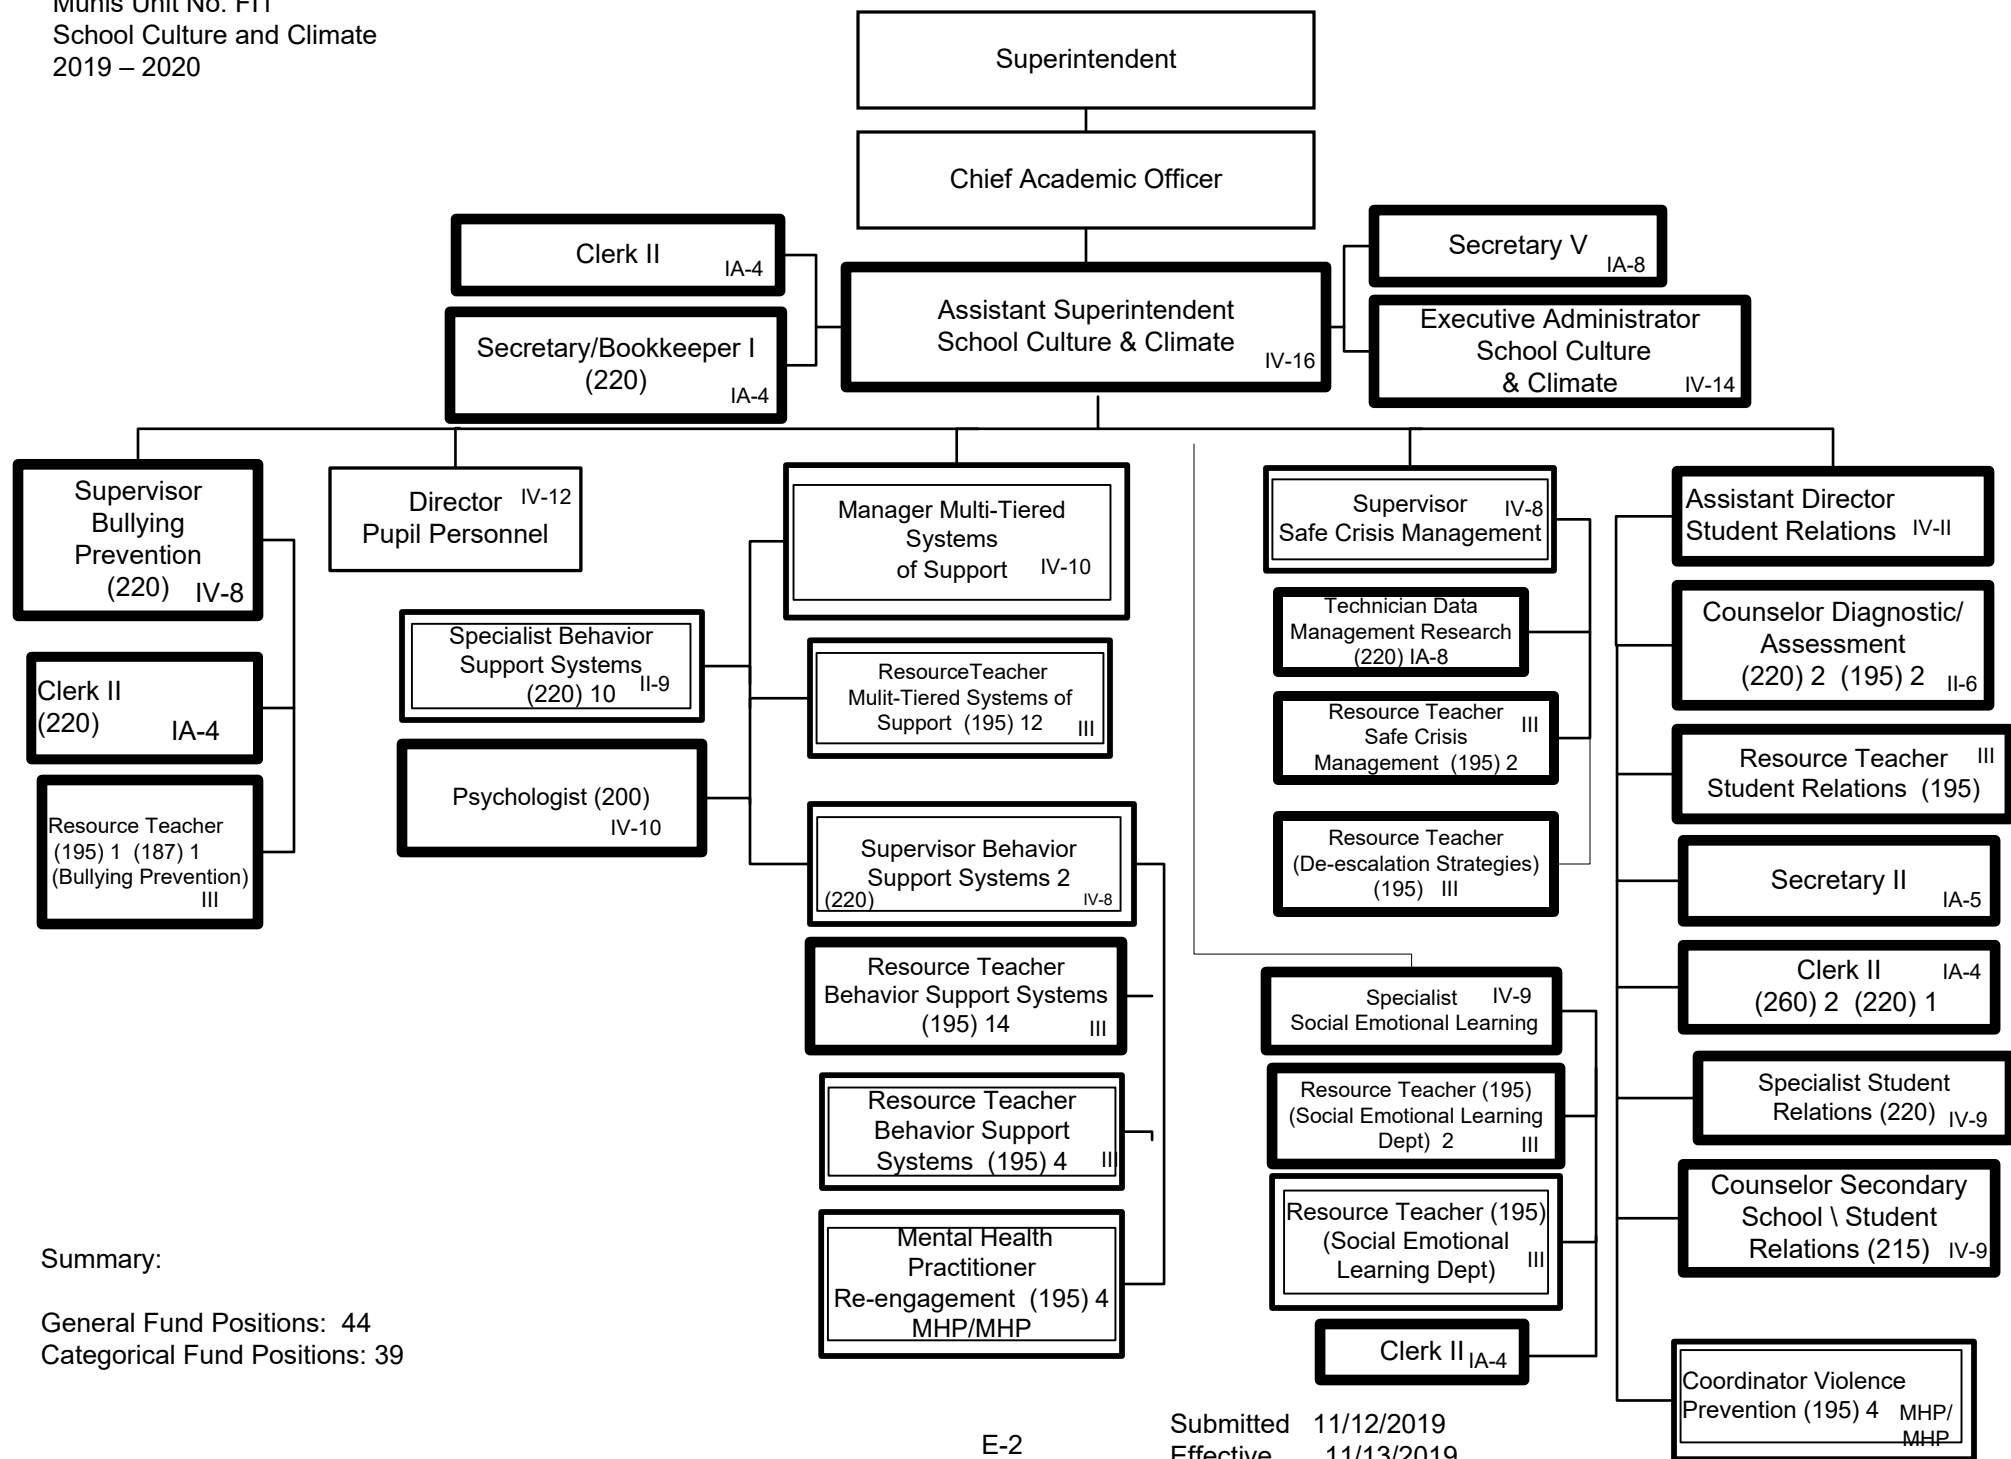 Munis Unit No. FIT
School Culture and Climate
2019 – 2020
Superintendent
Chief Academic Officer
Clerk II
IA-4
Secretary/Bookkeeper I
(220)
IA-4
Assistant Superintendent
School Culture & Climate
IV-16
Secretary V
IA-8
Executive Administrator
School Culture
& Climate IV-14
Supervisor
Bullying
Prevention
(220) IV-8
Clerk II
(220)
IA-4
Resource Teacher
(195) 1 (187) 1
(Bullying Prevention)
III
Director IV-12
Pupil Personnel
Manager Multi-Tiered
Systems
of Support IV-10
Specialist Behavior
Support Systems
(220) 10 II-9
Psychologist (200)
IV-10
ResourceTeacher
Mulit-Tiered Systems of
Support (195) 12 III
Supervisor Behavior
Support Systems 2
(220) IV-8
Resource Teacher
Behavior Support Systems
(195) 14 III
Resource Teacher
Behavior Support
Systems (195) 4 III
Mental Health
Practitioner
Re-engagement (195) 4
MHP/MHP
Supervisor IV-8
Safe Crisis Management
Technician Data
Management Research
(220) IA-8
Resource Teacher III
Safe Crisis
Management (195) 2
Resource Teacher
(De-escalation Strategies)
(195) III
Specialist IV-9
Social Emotional Learning
Resource Teacher (195)
(Social Emotional Learning
Dept) 2 III
Resource Teacher (195)
(Social Emotional
Learning Dept) III
Clerk II IA-4
Assistant Director
Student Relations IV-II
Counselor Diagnostic/
Assessment
(220) 2 (195) 2 II-6
Resource Teacher III
Student Relations (195)
Secretary II
IA-5
Clerk II IA-4
(260) 2 (220) 1
Specialist Student
Relations (220) IV-9
Counselor Secondary
School \ Student
Relations (215) IV-9
Coordinator Violence
Prevention (195) 4 MHP/
MHP
Summary:
General Fund Positions: 44
Categorical Fund Positions: 39
E-2
Submitted 11/12/2019
Effective 11/13/2019